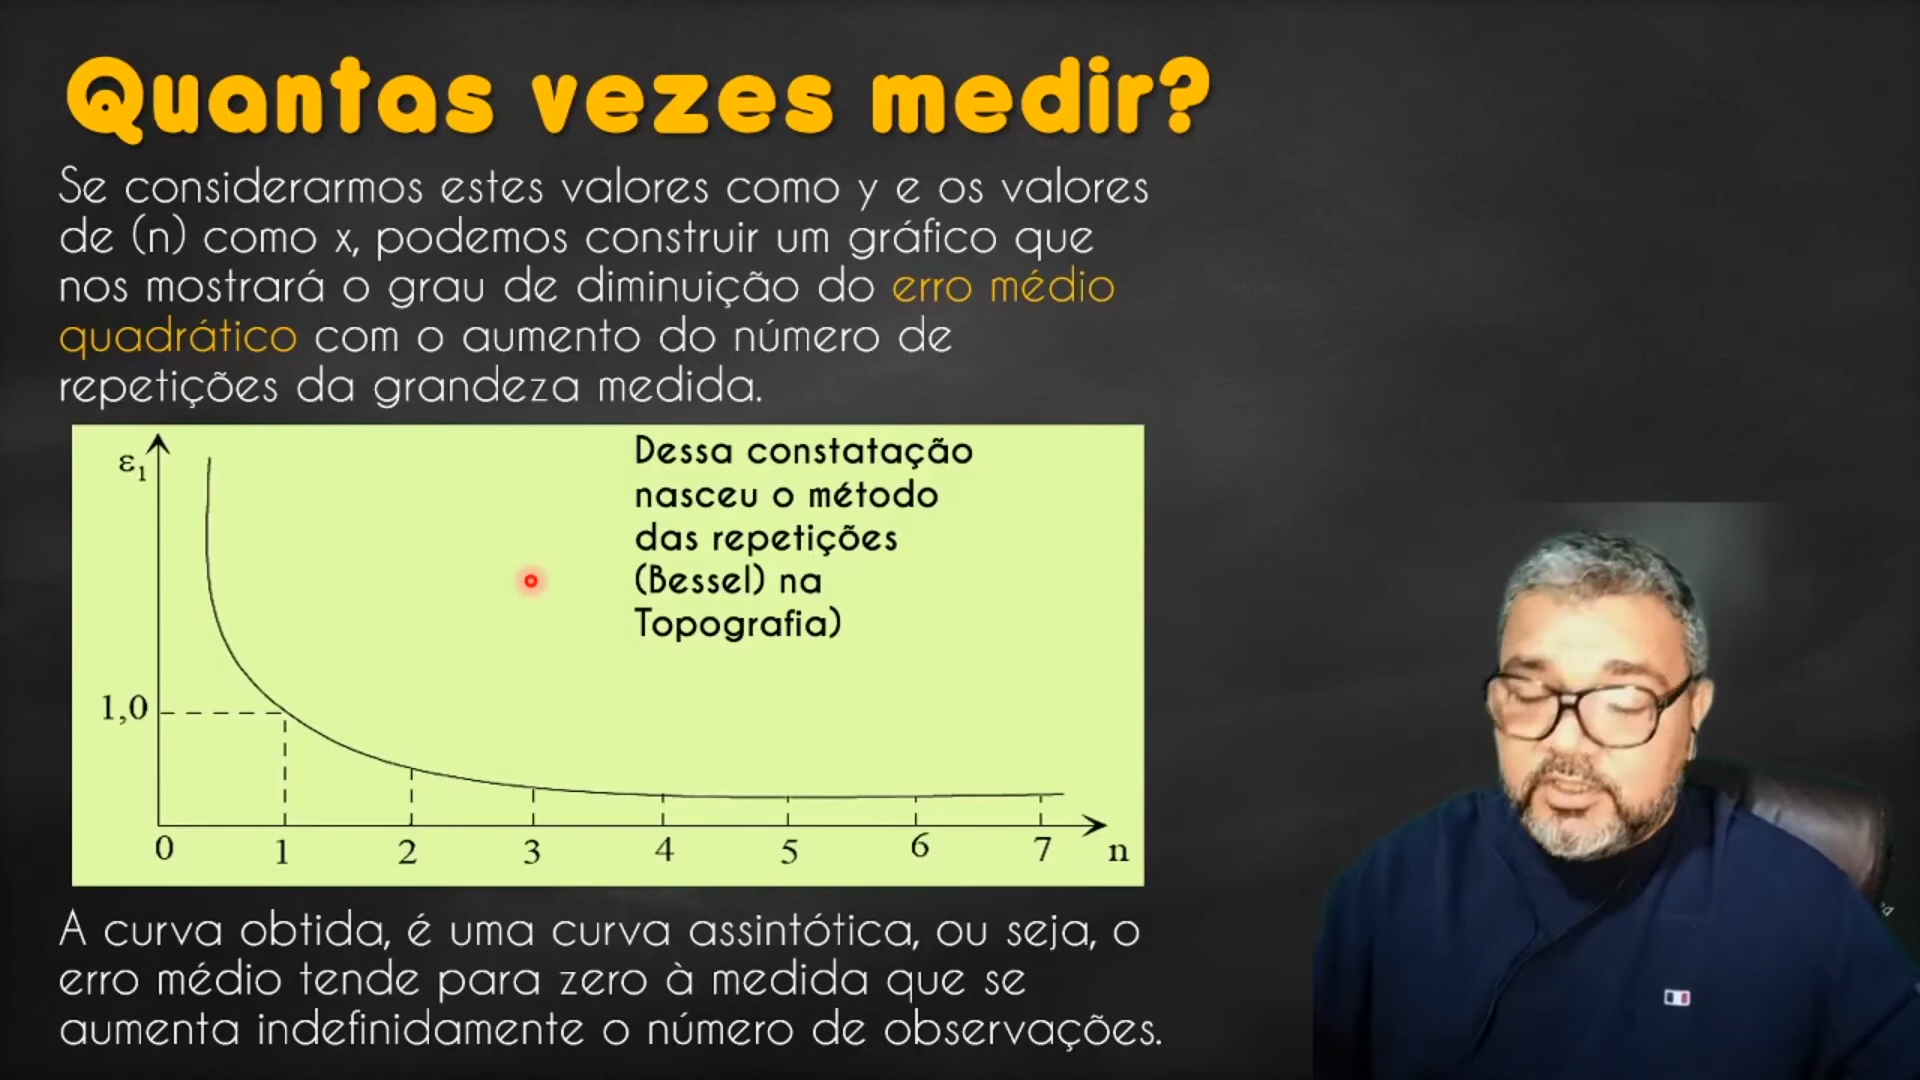 Quantas vezes medir?
Se considerarmos estes valores como y e os valores
de (n) como x, podemos construir um gráfico que
nos mostrará o grau de diminuição do erro médio
quadrático com o aumento do número de
repetições da grandeza medida.
Dessa constatação
nasceu o método
das repetições
(Bessel) na
Topografia)
ε₁
1,0
0 1 2 3 4 5 6 7 n
A curva obtida, é uma curva assintótica, ou seja, o
erro médio tende para zero à medida que se
aumenta indefinidamente o número de observações.